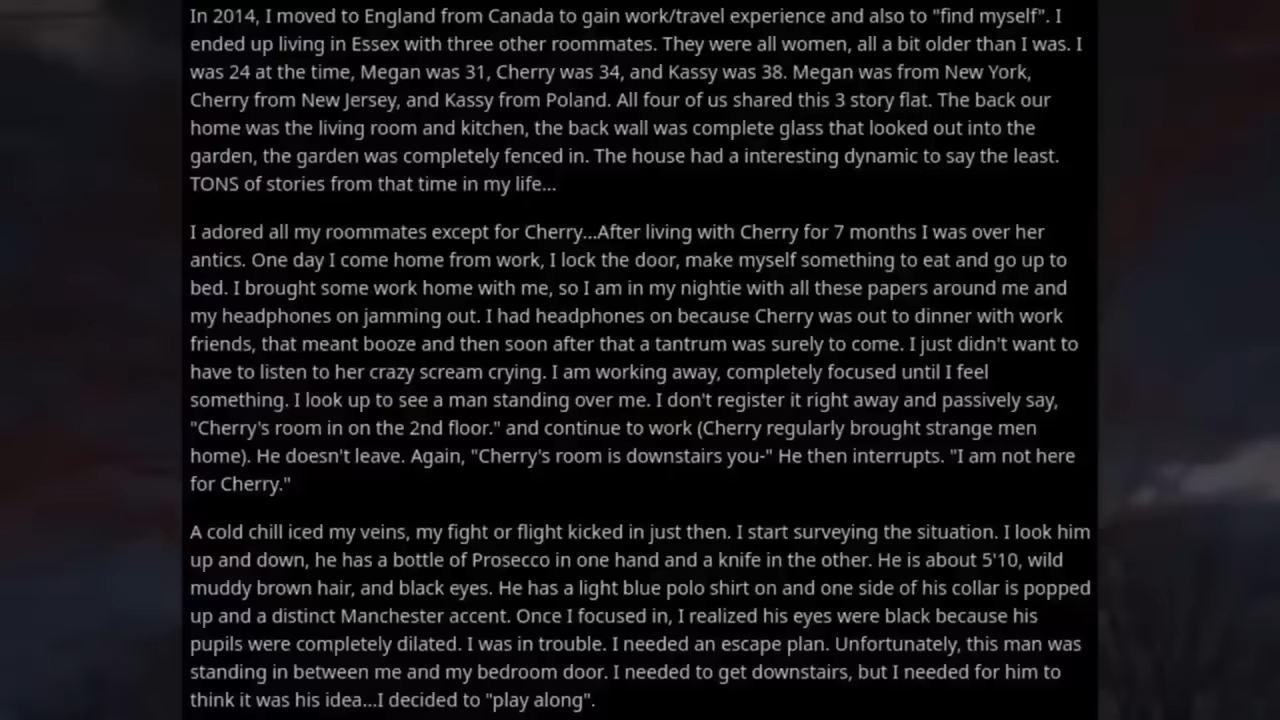 In 2014, I moved to England from Canada to gain work/travel experience and also to "find myself". I
ended up living in Essex with three other roommates. They were all women, all a bit older than I was. I
was 24 at the time, Megan was 31, Cherry was 34, and Kassy was 38. Megan was from New York,
Cherry from New Jersey, and Kassy from Poland. All four of us shared this 3 story flat. The back our
home was the living room and kitchen, the back wall was complete glass that looked out into the
garden, the garden was completely fenced in. The house had a interesting dynamic to say the least.
TONS of stories from that time in my life...
I adored all my roommates except for Cherry...After living with Cherry for 7 months I was over her
antics. One day I come home from work, I lock the door, make myself something to eat and go up to
bed. I brought some work home with me, so I am in my nightie with all these papers around me and
my headphones on jamming out. I had headphones on because Cherry was out to dinner with work
friends, that meant booze and then soon after that a tantrum was surely to come. I just didn't want to
have to listen to her crazy scream crying. I am working away, completely focused until I feel
something. I look up to see a man standing over me. I don't register it right away and passively say,
"Cherry's room in on the 2nd floor." and continue to work (Cherry regularly brought strange men
home). He doesn't leave. Again, "Cherry's room is downstairs you-" He then interrupts. "I am not here
for Cherry."
A cold chill iced my veins, my fight or flight kicked in just then. I start surveying the situation. I look him
up and down, he has a bottle of Prosecco in one hand and a knife in the other. He is about 5'10, wild
muddy brown hair, and black eyes. He has a light blue polo shirt on and one side of his collar is popped
up and a distinct Manchester accent. Once I focused in, I realized his eyes were black because his
pupils were completely dilated. I was in trouble. I needed an escape plan. Unfortunately, this man was
standing in between me and my bedroom door. I needed to get downstairs, but I needed for him to
think it was his idea...I decided to "play along".